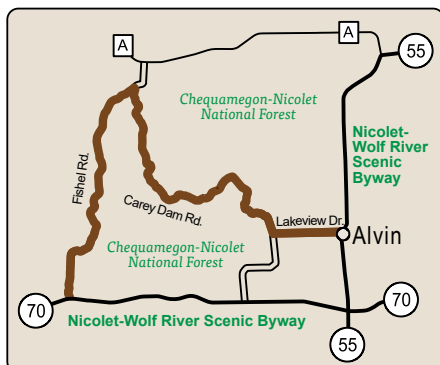 A
A
55
Chequamegon-Nicolet
National Forest
Nicolet-
Wolf River
Scenic
Byway
Fishel Rd.
Carey Dam Rd.
Lakeview Dr.
Alvin
Chequamegon-Nicolet
National Forest
70
70
Nicolet-Wolf River Scenic Byway
55